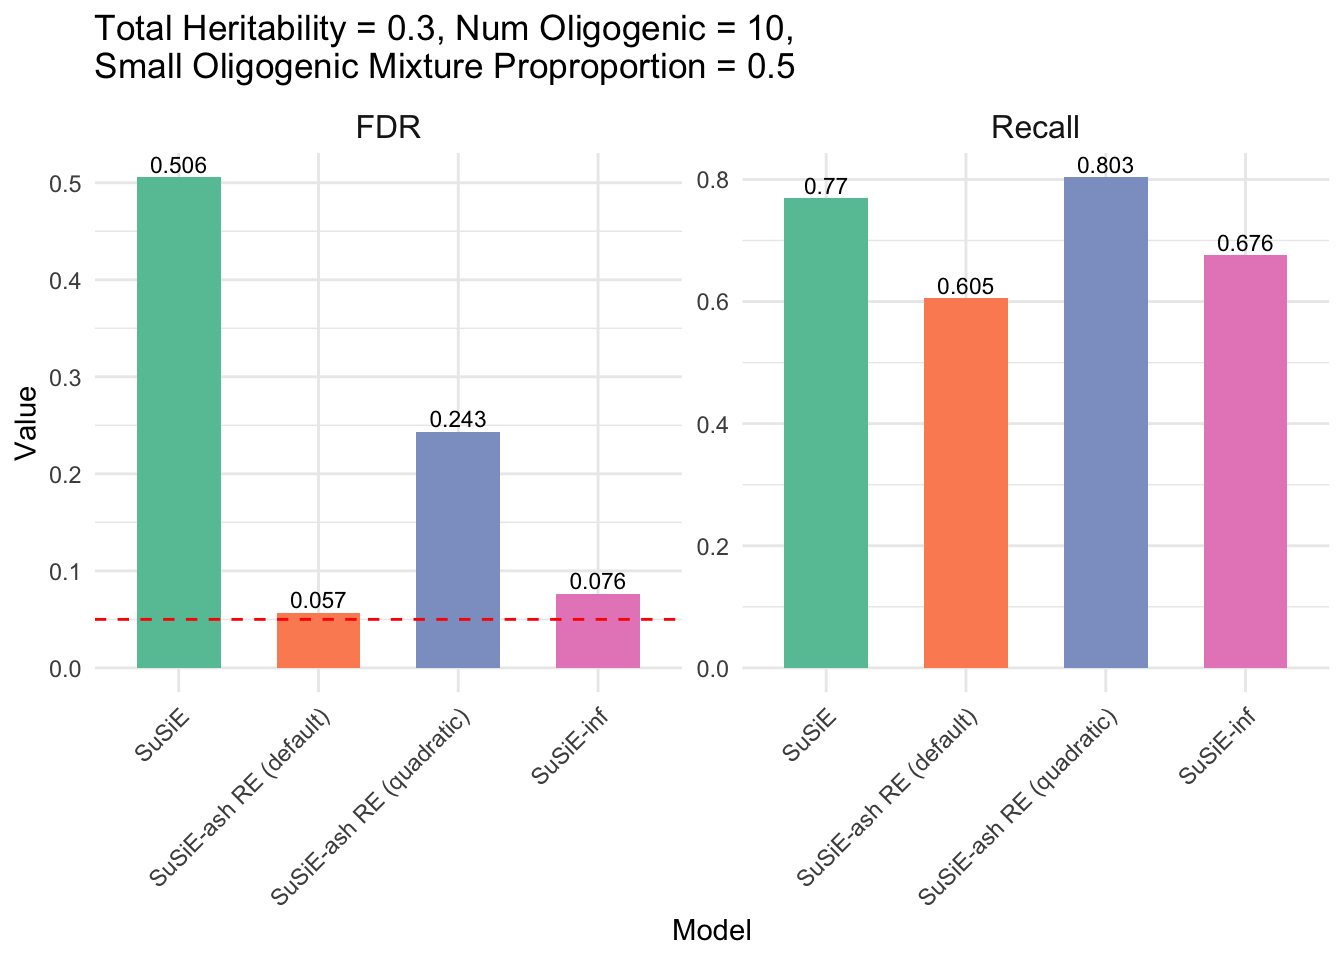 Total Heritability = 0.3, Num Oligogenic = 10,
Small Oligogenic Mixture Proproportion = 0.5
FDR
Recall
Value
0.5
0.4
0.3
0.2
0.1
0.0
0.506
0.057
0.243
0.076
0.8
0.6
0.4
0.2
0.0
0.77
0.605
0.803
0.676
SuSiE
SuSiE-ash RE (default)
SuSiE-ash RE (quadratic)
SuSiE-inf
SuSiE
SuSiE-ash RE (default)
SuSiE-ash RE (quadratic)
SuSiE-inf
Model